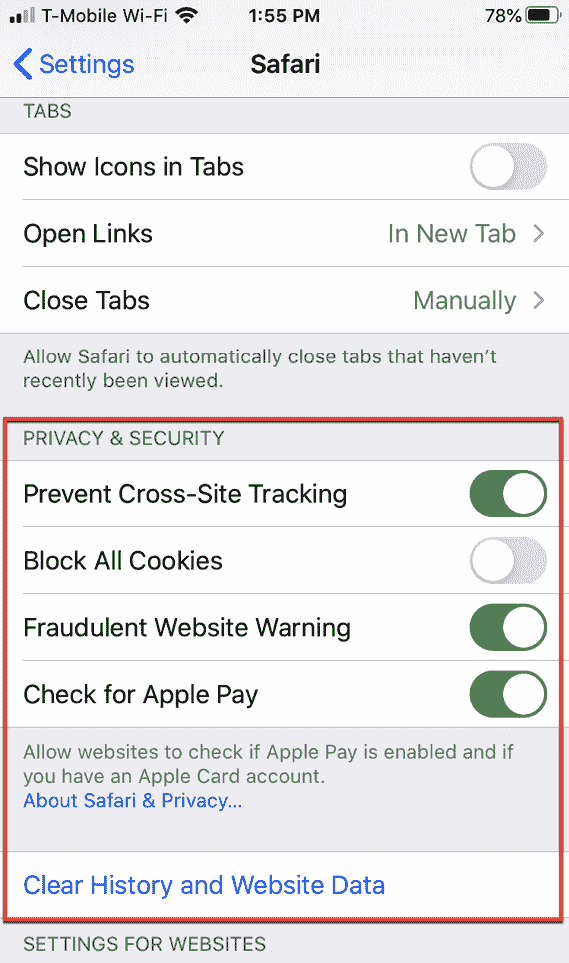 T-Mobile Wi-Fi 1:55 PM 78%
Settings Safari
TABS
Show Icons in Tabs
Open Links In New Tab
Close Tabs Manually
Allow Safari to automatically close tabs that haven’t
recently been viewed.
PRIVACY & SECURITY
Prevent Cross-Site Tracking
Block All Cookies
Fraudulent Website Warning
Check for Apple Pay
Allow websites to check if Apple Pay is enabled and if
you have an Apple Card account.
About Safari & Privacy...
Clear History and Website Data
SETTINGS FOR WEBSITES